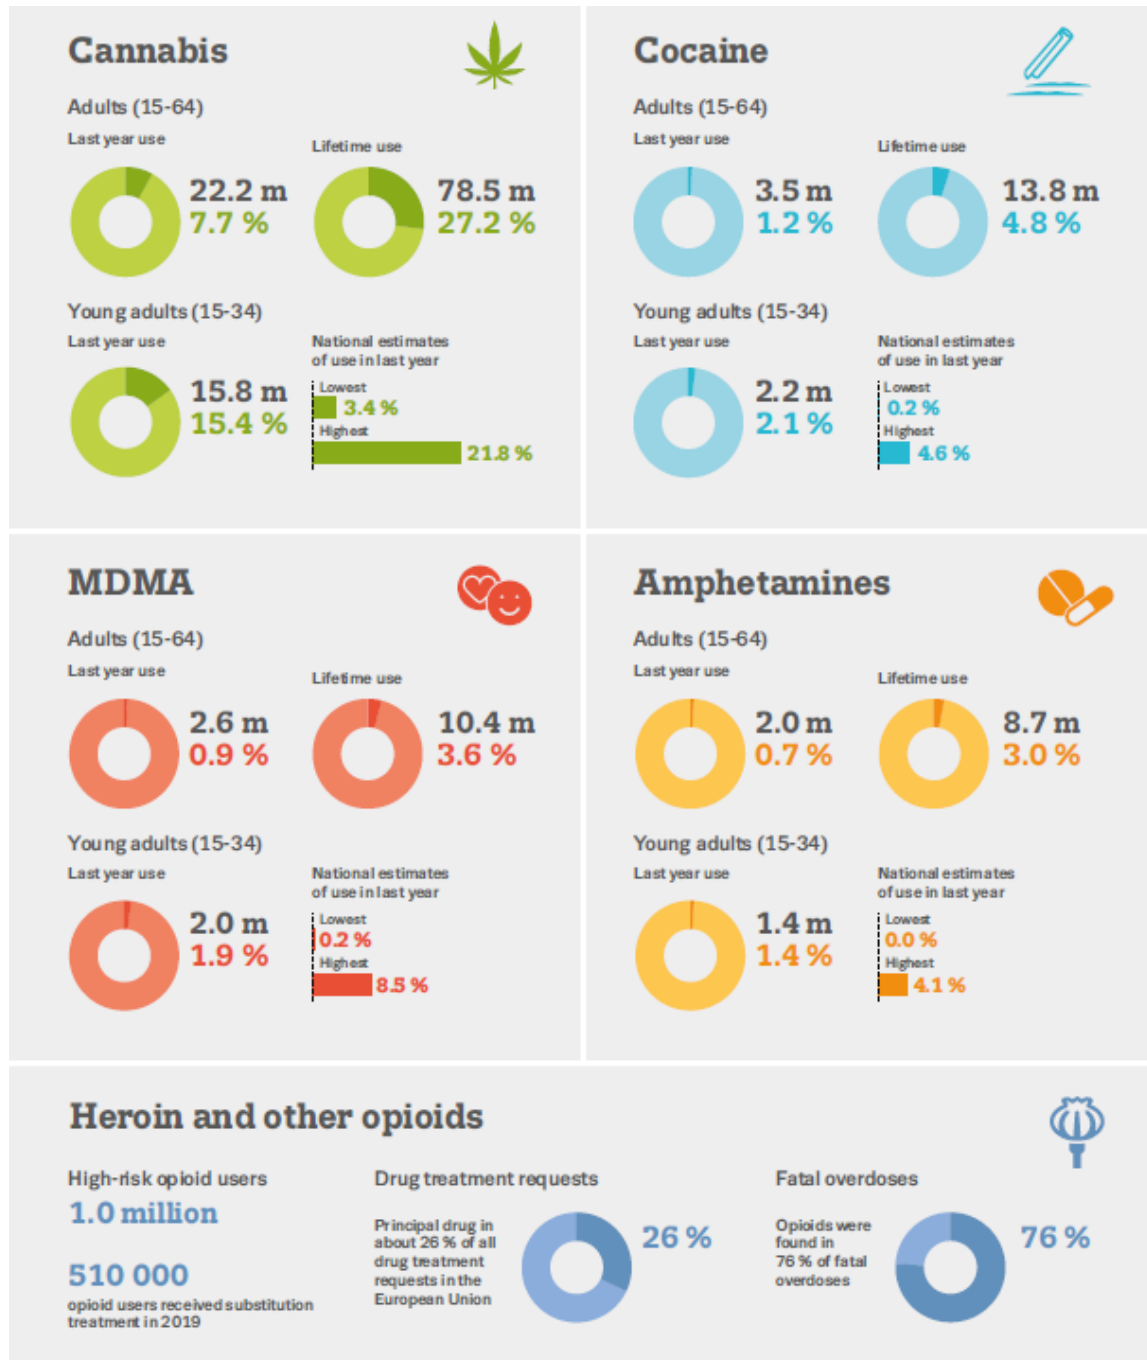 Cannabis
Adults (15-64)
Last year use
Lifetime use
22.2 m
7.7 %
78.5 m
27.2 %
Young adults (15-34)
Last year use
15.8 m
15.4 %
National estimates
of use in last year
Lowest
3.4 %
Highest
21.8 %
Cocaine
Adults (15-64)
Last year use
Lifetime use
3.5 m
1.2 %
13.8 m
4.8 %
Young adults (15-34)
Last year use
2.2 m
2.1 %
National estimates
of use in last year
Lowest
0.2 %
Highest
4.6 %
MDMA
Adults (15-64)
Last year use
Lifetime use
2.6 m
0.9 %
10.4 m
3.6 %
Young adults (15-34)
Last year use
2.0 m
1.9 %
National estimates
of use in last year
Lowest
0.2 %
Highest
8.5 %
Amphetamines
Adults (15-64)
Last year use
Lifetime use
2.0 m
0.7 %
8.7 m
3.0 %
Young adults (15-34)
Last year use
1.4 m
1.4 %
National estimates
of use in last year
Lowest
0.0 %
Highest
4.1 %
Heroin and other opioids
High-risk opioid users
1.0 million
510 000
opioid users received substitution
treatment in 2019
Drug treatment requests
Principal drug in
about 26 % of all
drug treatment
requests in the
European Union
26 %
Fatal overdoses
Opioids were
found in
76 % of fatal
overdoses
76 %